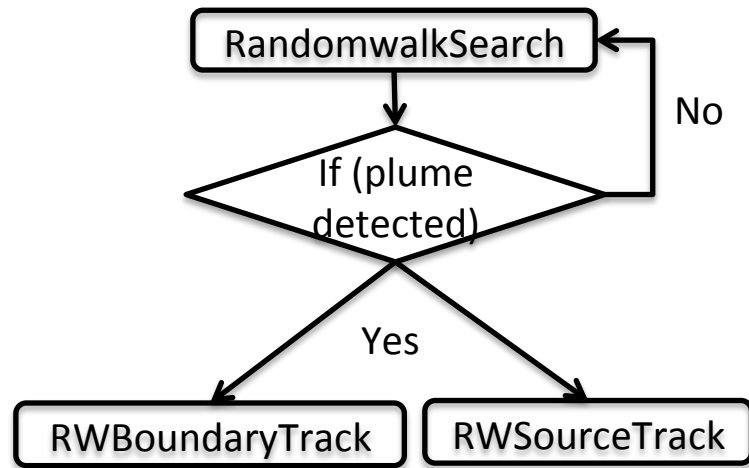 RandomwalkSearch
No
If (plume
detected)
Yes
RWBoundaryTrack
RWSourceTrack